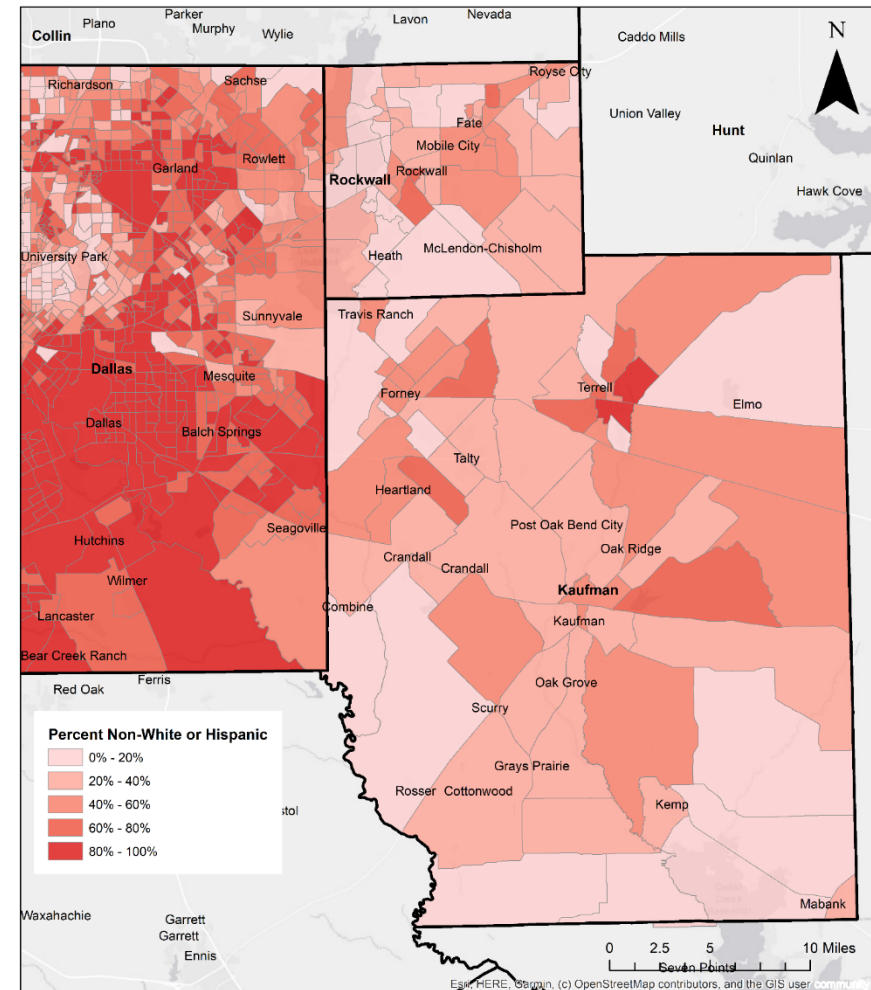 Parker
Lavon
Nevada
Plano
Murphy
Collin
Wylie
N
Caddo Mills
Royse City
Richardson
Sachse
Union Valley
Fate
Hunt
Mobile City
Rowlett
Garland
Quinlan
Rockwall
Rockwall
Hawk Cove
University Park
Heath
McLendon-Chisholm
Sunnyvale
Travis Ranch
Dallas
Mesquite
Terrell
Forney
Elmo
Dallas
Balch Springs
Talty
Heartland
Post Oak Bend City
Seagoville
Hutchins
Oak Ridge
Crandall
Crandall
Wilmer
Kaufman
Combine
Lancaster
Kaufman
Bear Creek Ranch
Ferris
Red Oak
Oak Grove
Scurry
Percent Non-White or Hispanic
0% - 20%
20% - 40%
40% - 60%
60% - 80%
80% - 100%
Grays Prairie
Rosser
Cottonwood
Kemp
stol
Mabank
Waxahachie
Garrett
Garrett
Ennis
0 2.5 5 10 Miles
Seven Points
Esri, HERE, Garmin, (c) OpenStreetMap contributors, and the GIS user community